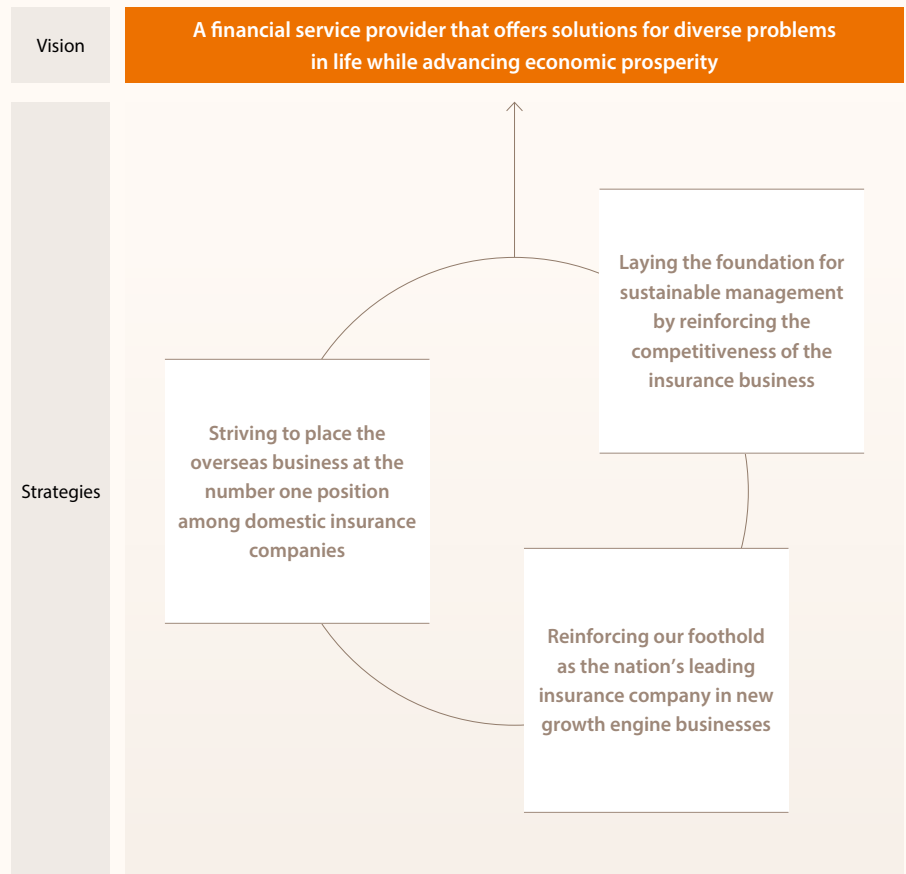 Vision
A financial service provider that offers solutions for diverse problems
in life while advancing economic prosperity
Strategies
Laying the foundation for
sustainable management
by reinforcing the
competitiveness of the
insurance business
Striving to place the
overseas business at the
number one position
among domestic insurance
companies
Reinforcing our foothold
as the nation’s leading
insurance company in new
growth engine businesses